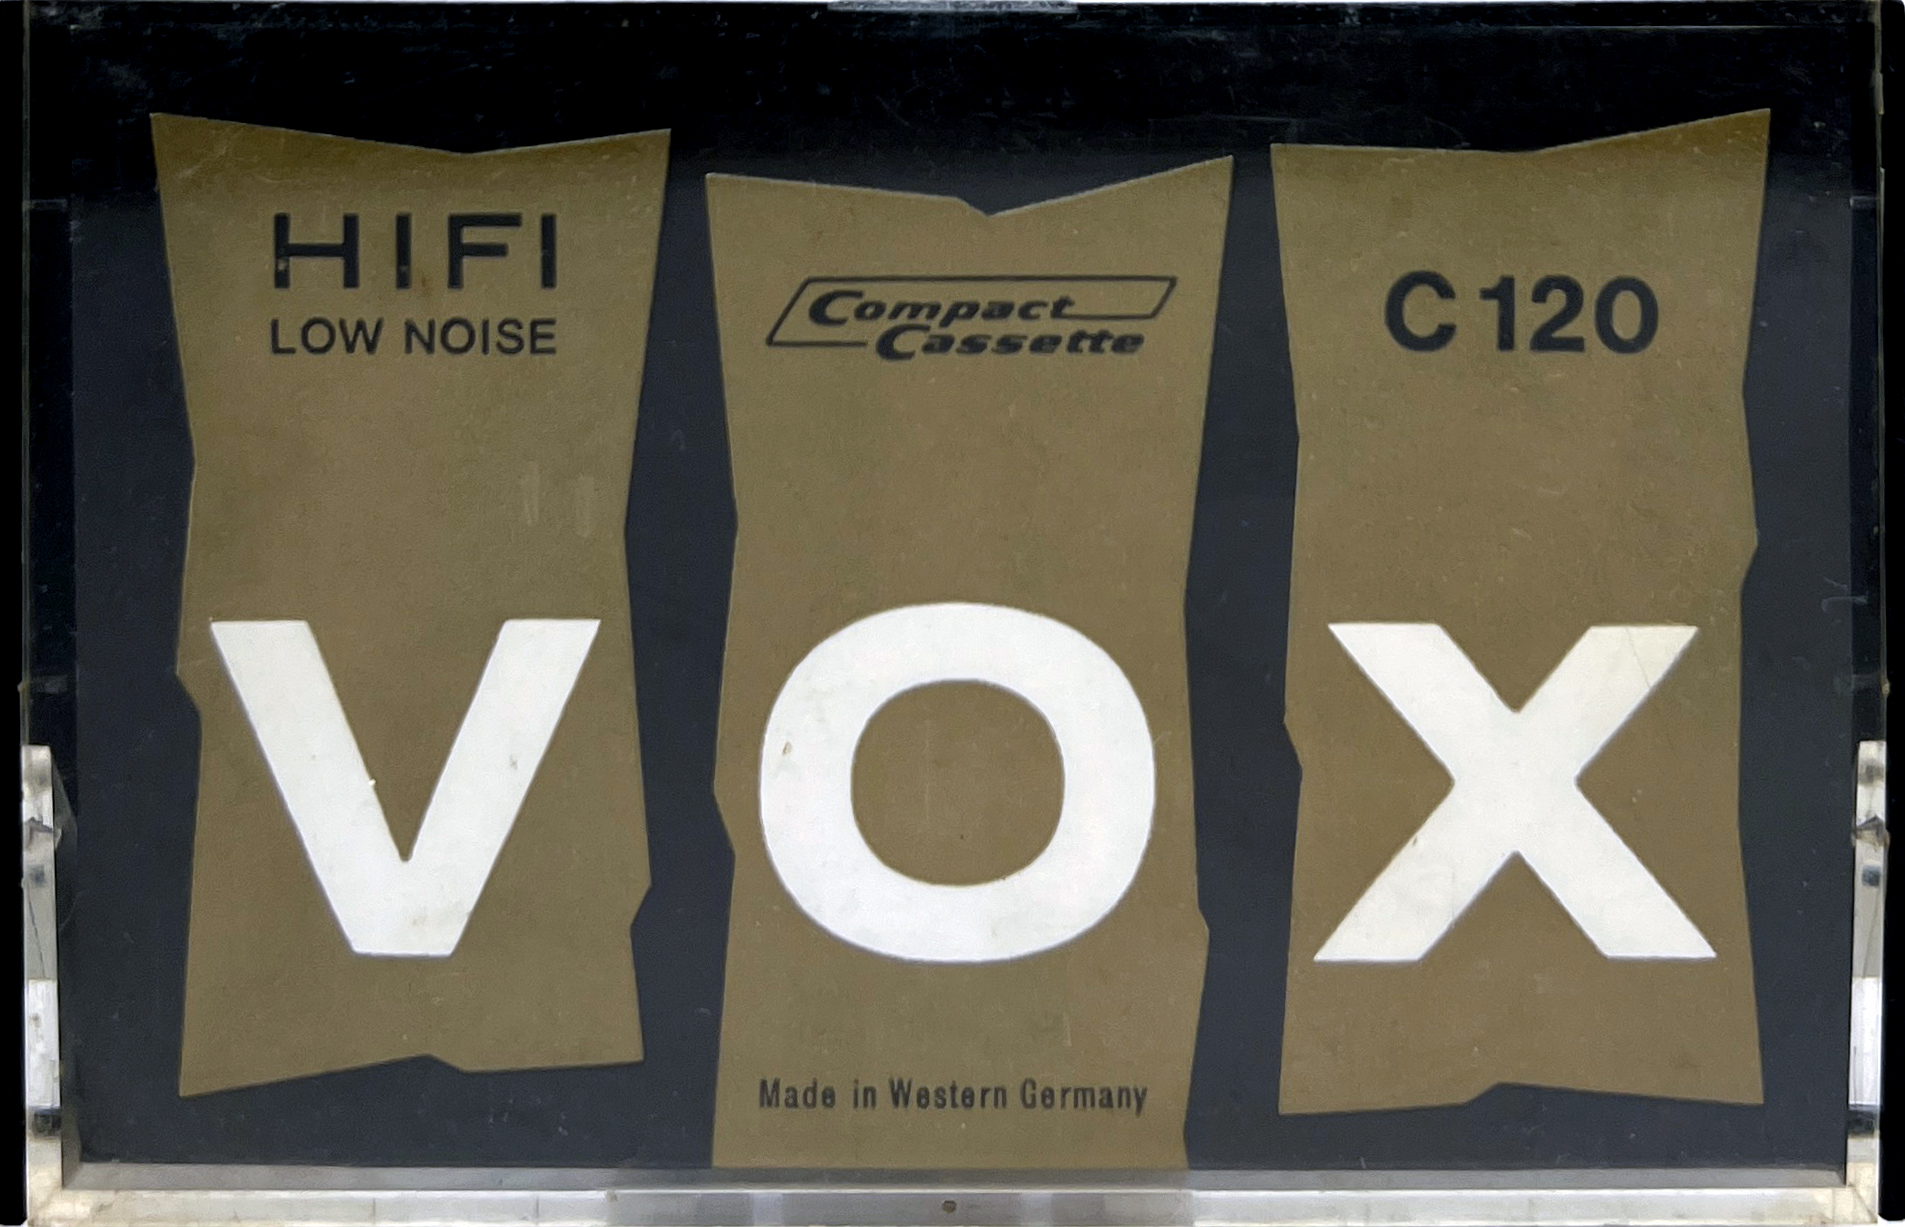 HIFI
LOW NOISE
Compact
Cassette
C 120
VOX
Made in Western Germany